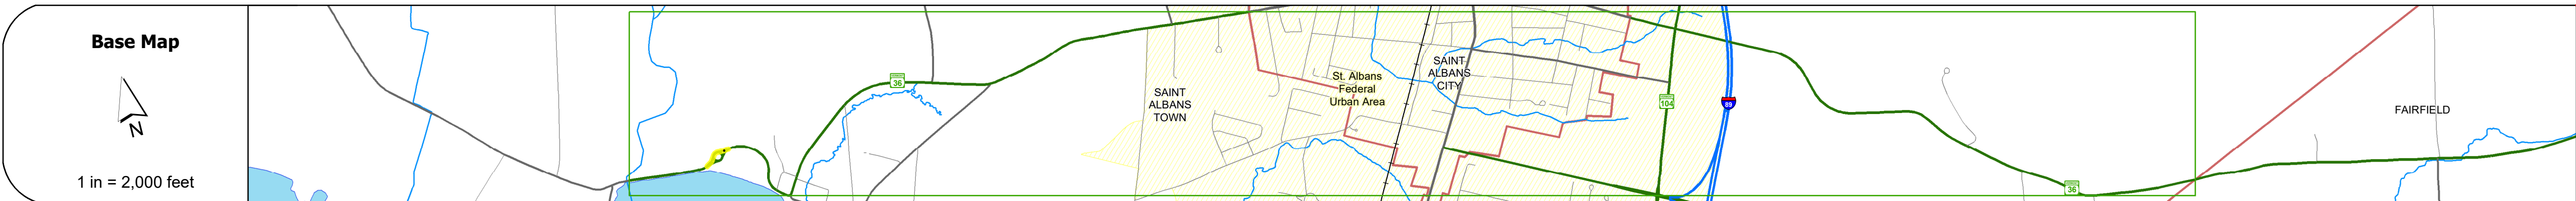 Base Map
N
1 in = 2,000 feet
36
SAINT
ALBANS
TOWN
St. Albans
Federal
Urban Area
SAINT
ALBANS
CITY
104
89
36
FAIRFIELD